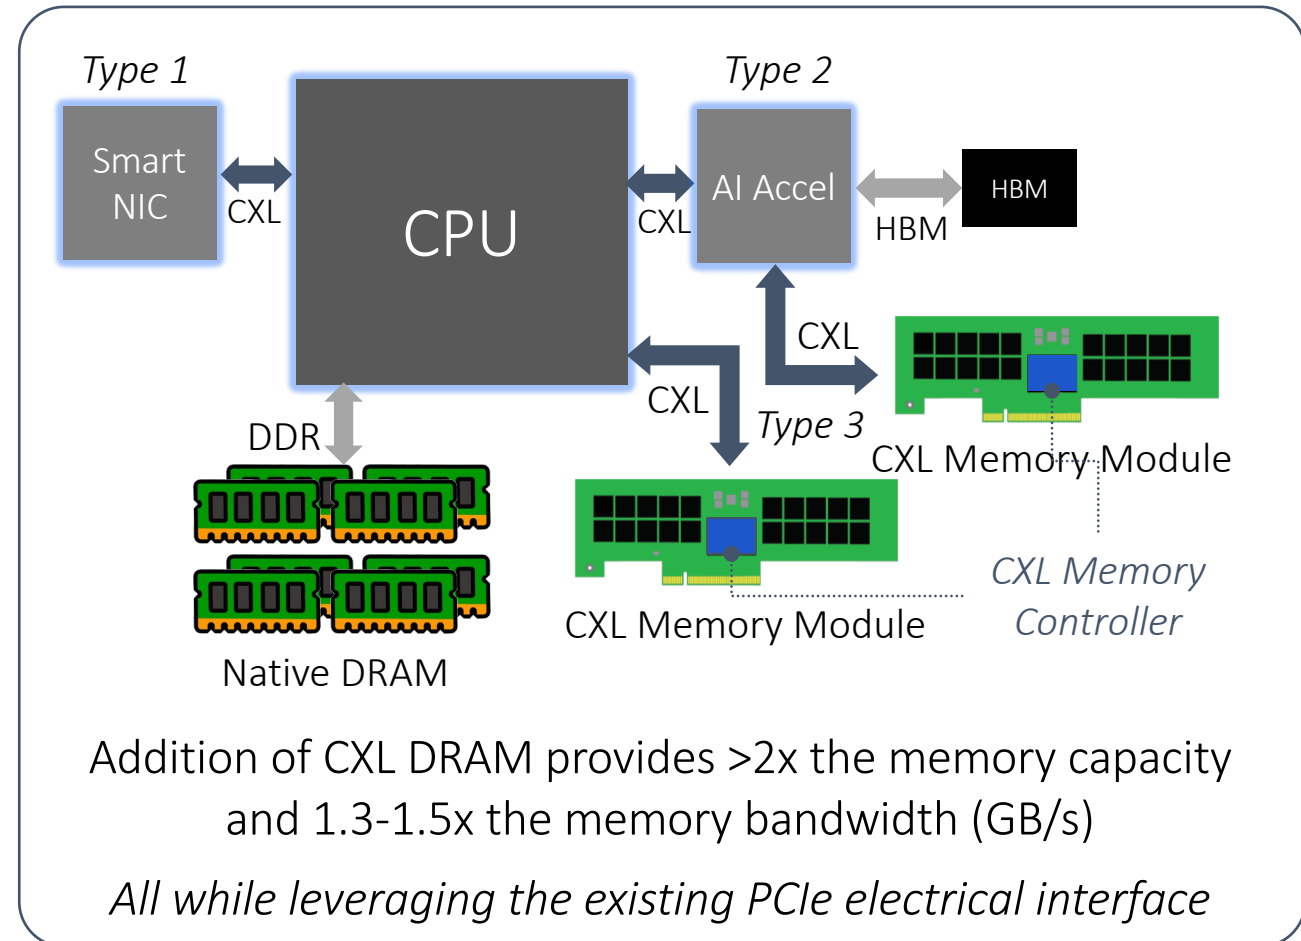 Type 1
Type 2
Smart
NIC
CXL
CPU
CXL
AI Accel
HBM
HBM
CXL
CXL
Type 3
DDR
CXL Memory Module
CXL Memory
Controller
CXL Memory Module
Native DRAM
Addition of CXL DRAM provides >2x the memory capacity
and 1.3-1.5x the memory bandwidth (GB/s)
All while leveraging the existing PCIe electrical interface